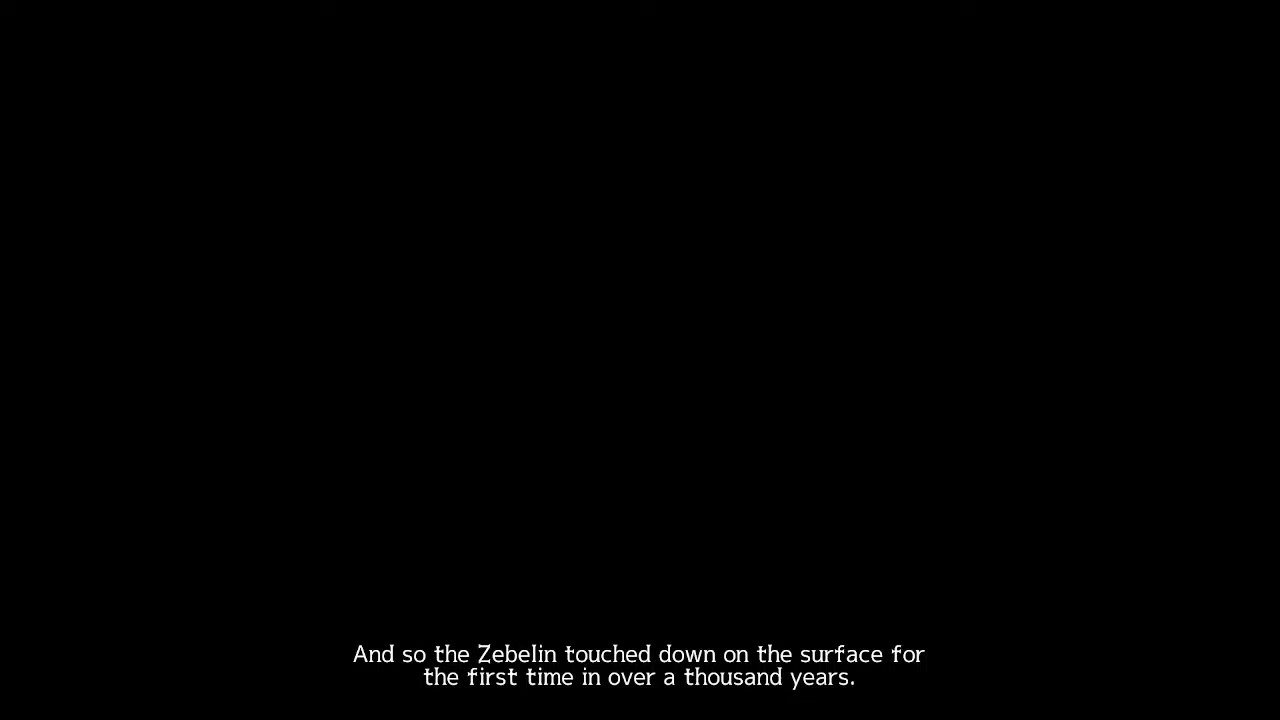 And so the Zebelin touched down on the surface for
the first time in over a thousand years.